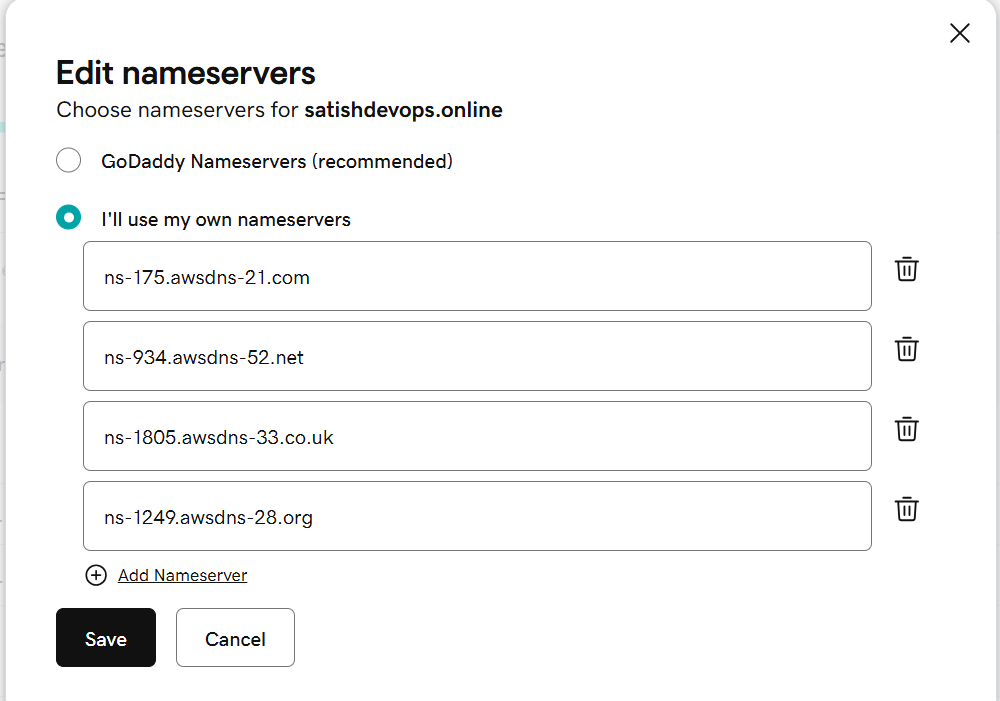 Edit nameservers
Choose nameservers for satishdevops.online
GoDaddy Nameservers (recommended)
I'll use my own nameservers
ns-175.awsdns-21.com
ns-934.awsdns-52.net
ns-1805.awsdns-33.co.uk
ns-1249.awsdns-28.org
Add Nameserver
Save
Cancel